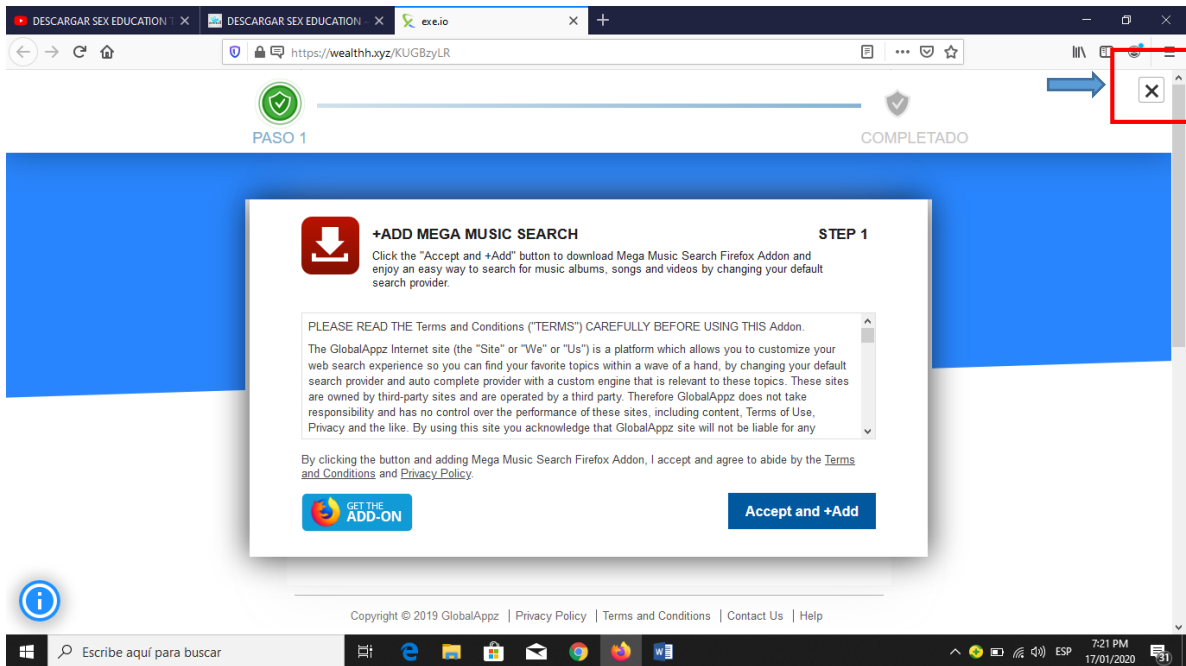 DESCARGAR SEX EDUCATION T
DESCARGAR SEX EDUCATION –
exe.io
https://wealthh.xyz/KUGBzyLR
PASO 1
COMPLETADO
+ADD MEGA MUSIC SEARCH
STEP 1
Click the "Accept and +Add" button to download Mega Music Search Firefox Addon and
enjoy an easy way to search for music albums, songs and videos by changing your default
search provider.
PLEASE READ THE Terms and Conditions ("TERMS") CAREFULLY BEFORE USING THIS Addon.
The GlobalAppz Internet site (the "Site" or "We" or "Us") is a platform which allows you to customize your
web search experience so you can find your favorite topics within a wave of a hand, by changing your default
search provider and auto complete provider with a custom engine that is relevant to these topics. These sites
are owned by third-party sites and are operated by a third party. Therefore GlobalAppz does not take
responsibility and has no control over the performance of these sites, including content, Terms of Use,
Privacy and the like. By using this site you acknowledge that GlobalAppz site will not be liable for any
By clicking the button and adding Mega Music Search Firefox Addon, I accept and agree to abide by the Terms
and Conditions and Privacy Policy.
GET THE
ADD-ON
Accept and +Add
Copyright © 2019 GlobalAppz | Privacy Policy | Terms and Conditions | Contact Us | Help
Escribe aquí para buscar
ESP
7:21 PM
17/01/2020
31